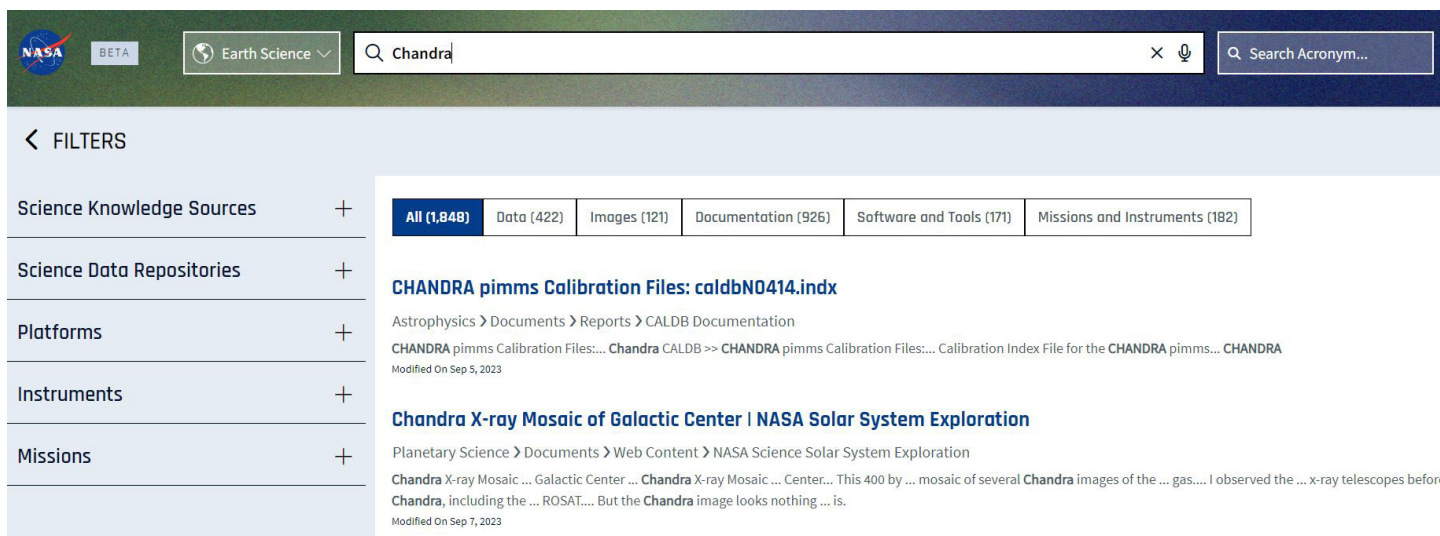 NASA BETA Earth Science Chandra Search Acronym...
FILTERS
Science Knowledge Sources
Science Data Repositories
Platforms
Instruments
Missions
All (1,848) Data (422) Images (121) Documentation (926) Software and Tools (171) Missions and Instruments (182)
CHANDRA pimms Calibration Files: caldbN0414.indx
Astrophysics > Documents > Reports > CALDB Documentation
CHANDRA pimms Calibration Files:... Chandra CALDB >> CHANDRA pimms Calibration Files:... Calibration Index File for the CHANDRA pimms... CHANDRA
Modified On Sep 5, 2023
Chandra X-ray Mosaic of Galactic Center | NASA Solar System Exploration
Planetary Science > Documents > Web Content > NASA Science Solar System Exploration
Chandra X-ray Mosaic ... Galactic Center ... Chandra X-ray Mosaic ... Center... This 400 by ... mosaic of several Chandra images of the ... gas.... I observed the ... x-ray telescopes before
Chandra, including the ... ROSAT.... But the Chandra image looks nothing ... is.
Modified On Sep 7, 2023